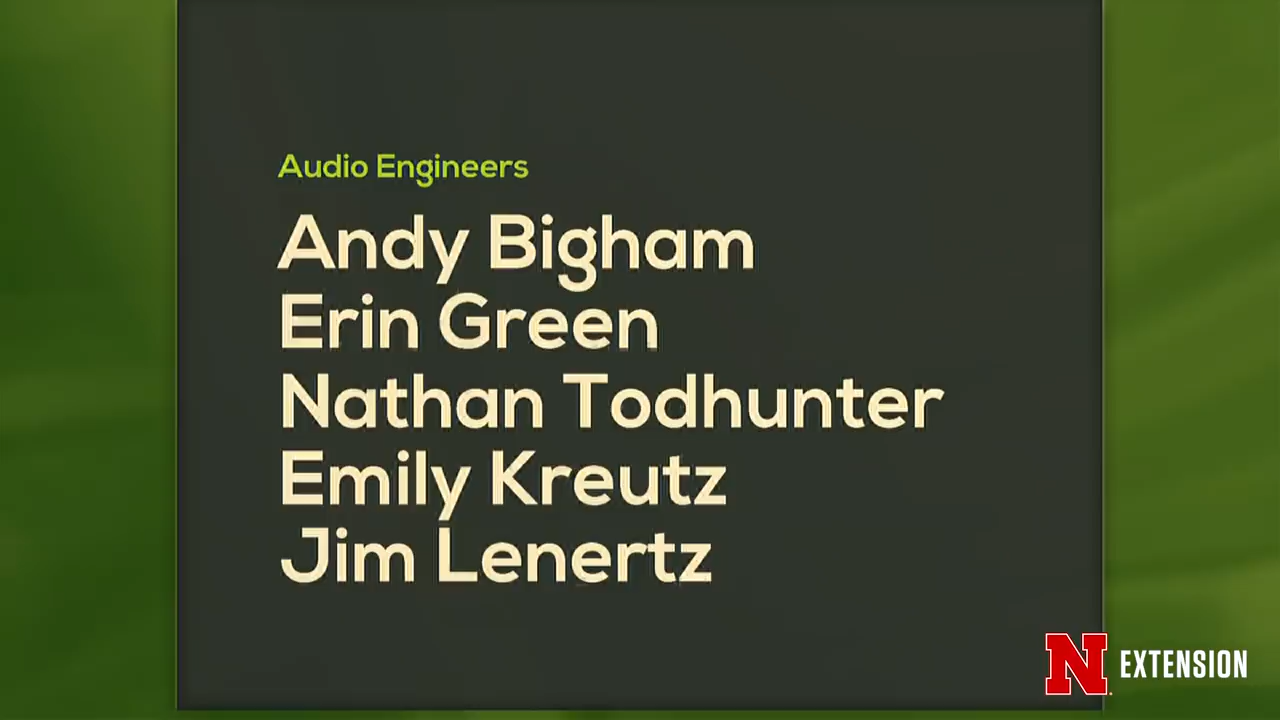 Audio Engineers
Andy Bigham
Erin Green
Nathan Todhunter
Emily Kreutz
Jim Lenertz
N EXTENSION